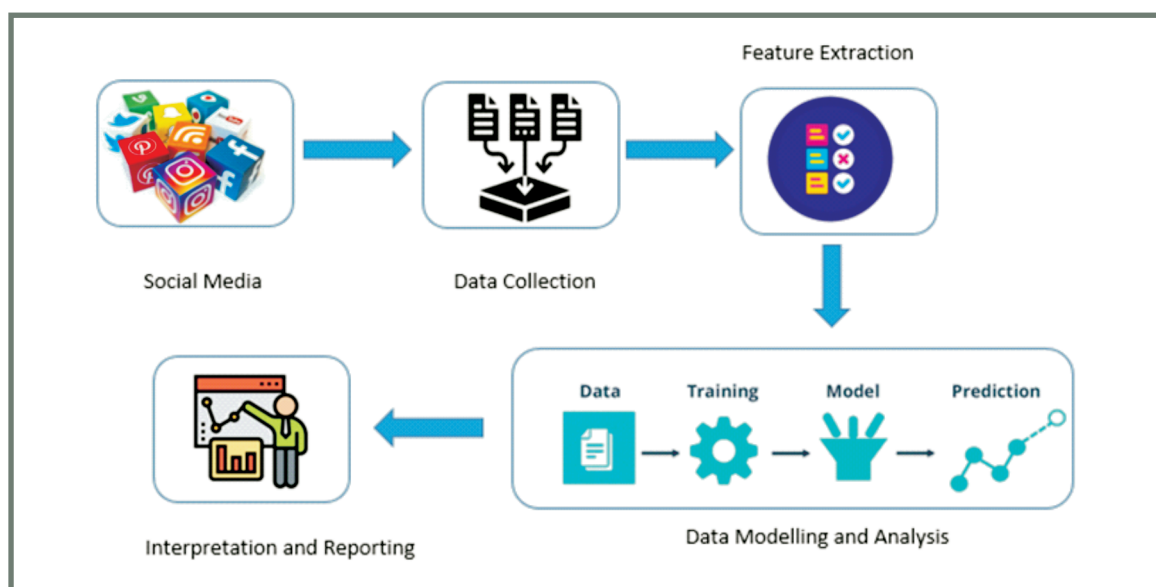 Feature Extraction
Social Media
Data Collection
Data
Training
Model
Prediction
Interpretation and Reporting
Data Modelling and Analysis